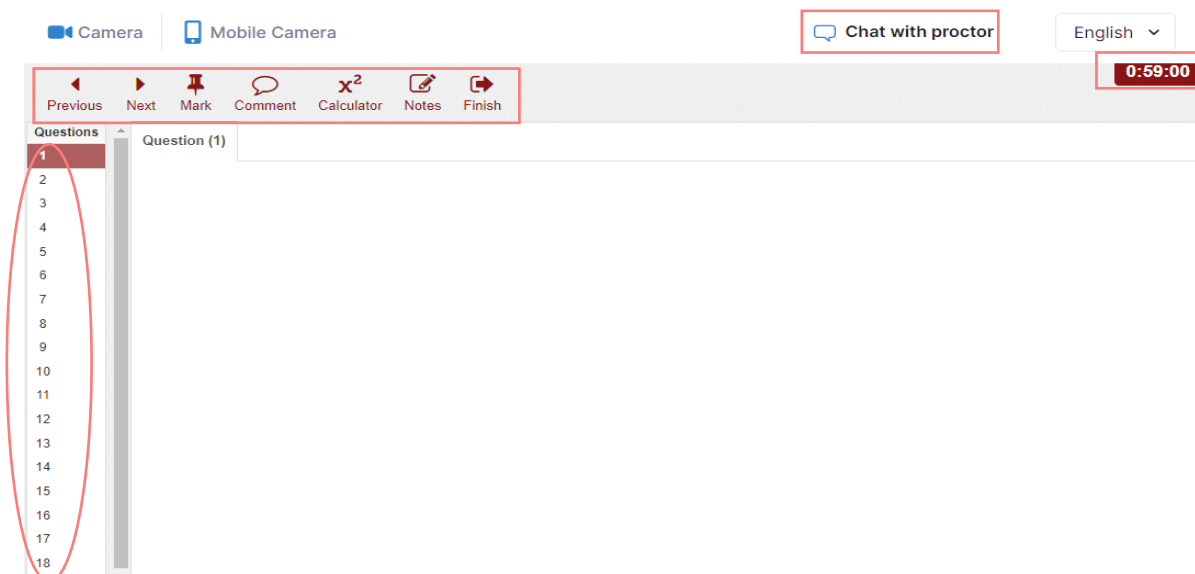 Camera
Mobile Camera
Chat with proctor
English
0:59:00
Previous
Next
Mark
Comment
x² Calculator
Notes
Finish
Questions
Question (1)
1
2
3
4
5
6
7
8
9
10
11
12
13
14
15
16
17
18